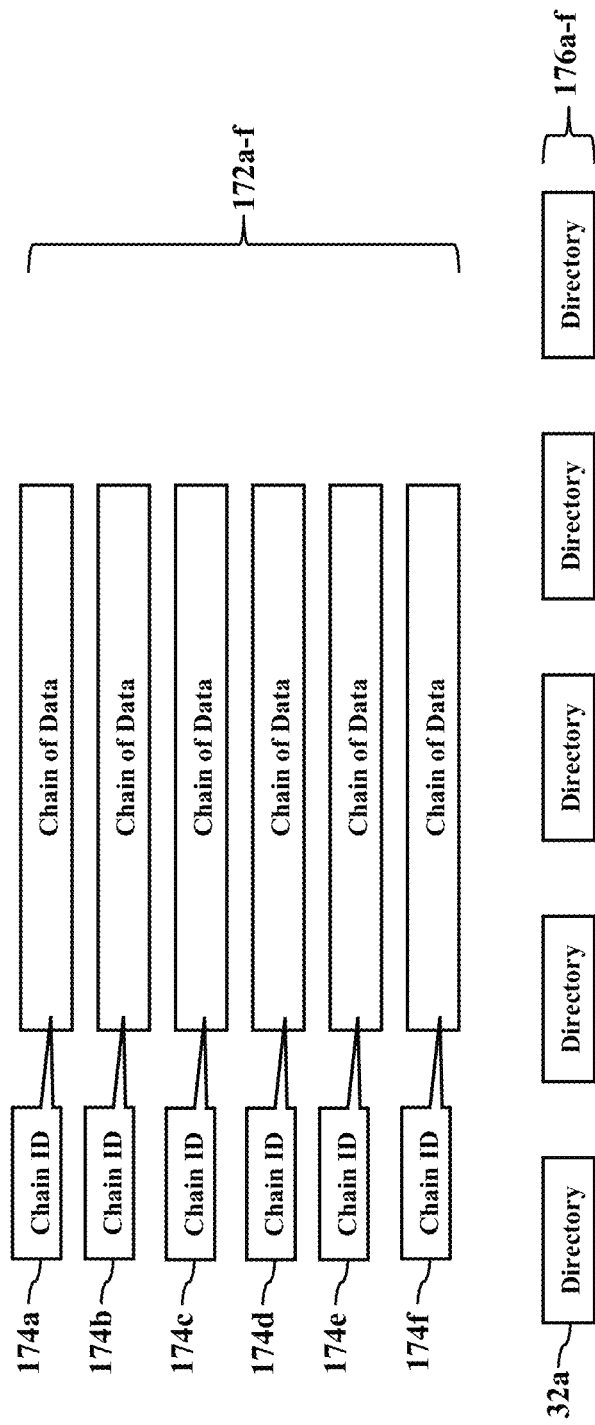 174a
Chain ID
Chain of Data
174b
Chain ID
Chain of Data
174c
Chain ID
Chain of Data
174d
Chain ID
Chain of Data
174e
Chain ID
Chain of Data
174f
Chain ID
Chain of Data
172a-f
32a
Directory
Directory
Directory
Directory
Directory
176a-f